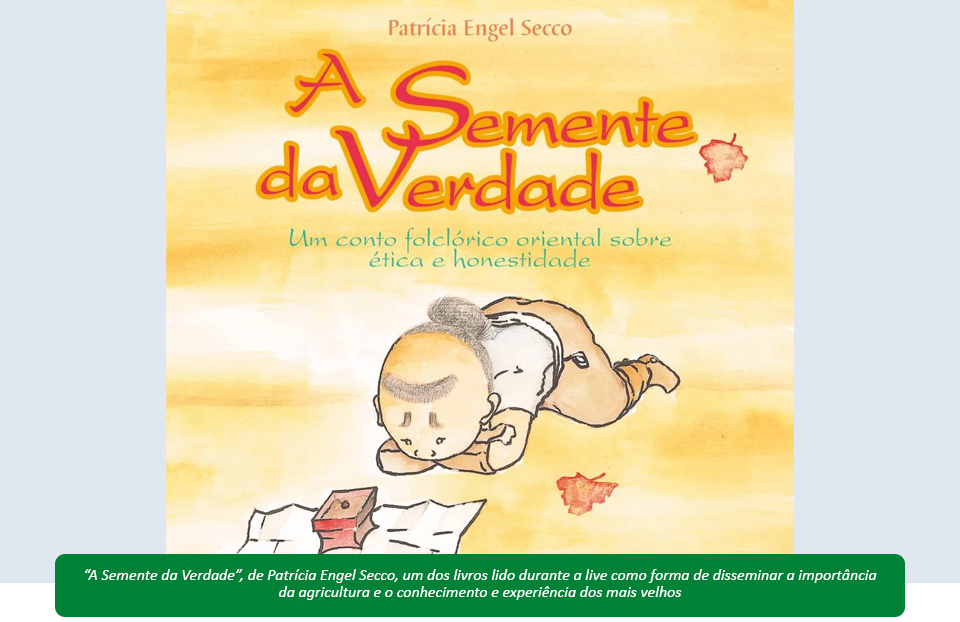 Patrícia Engel Secco
A Semente
da Verdade
Um conto folclórico oriental sobre
ética e honestidade
“A Semente da Verdade”, de Patrícia Engel Secco, um dos livros lido durante a live como forma de disseminar a importância
da agricultura e o conhecimento e experiência dos mais velhos